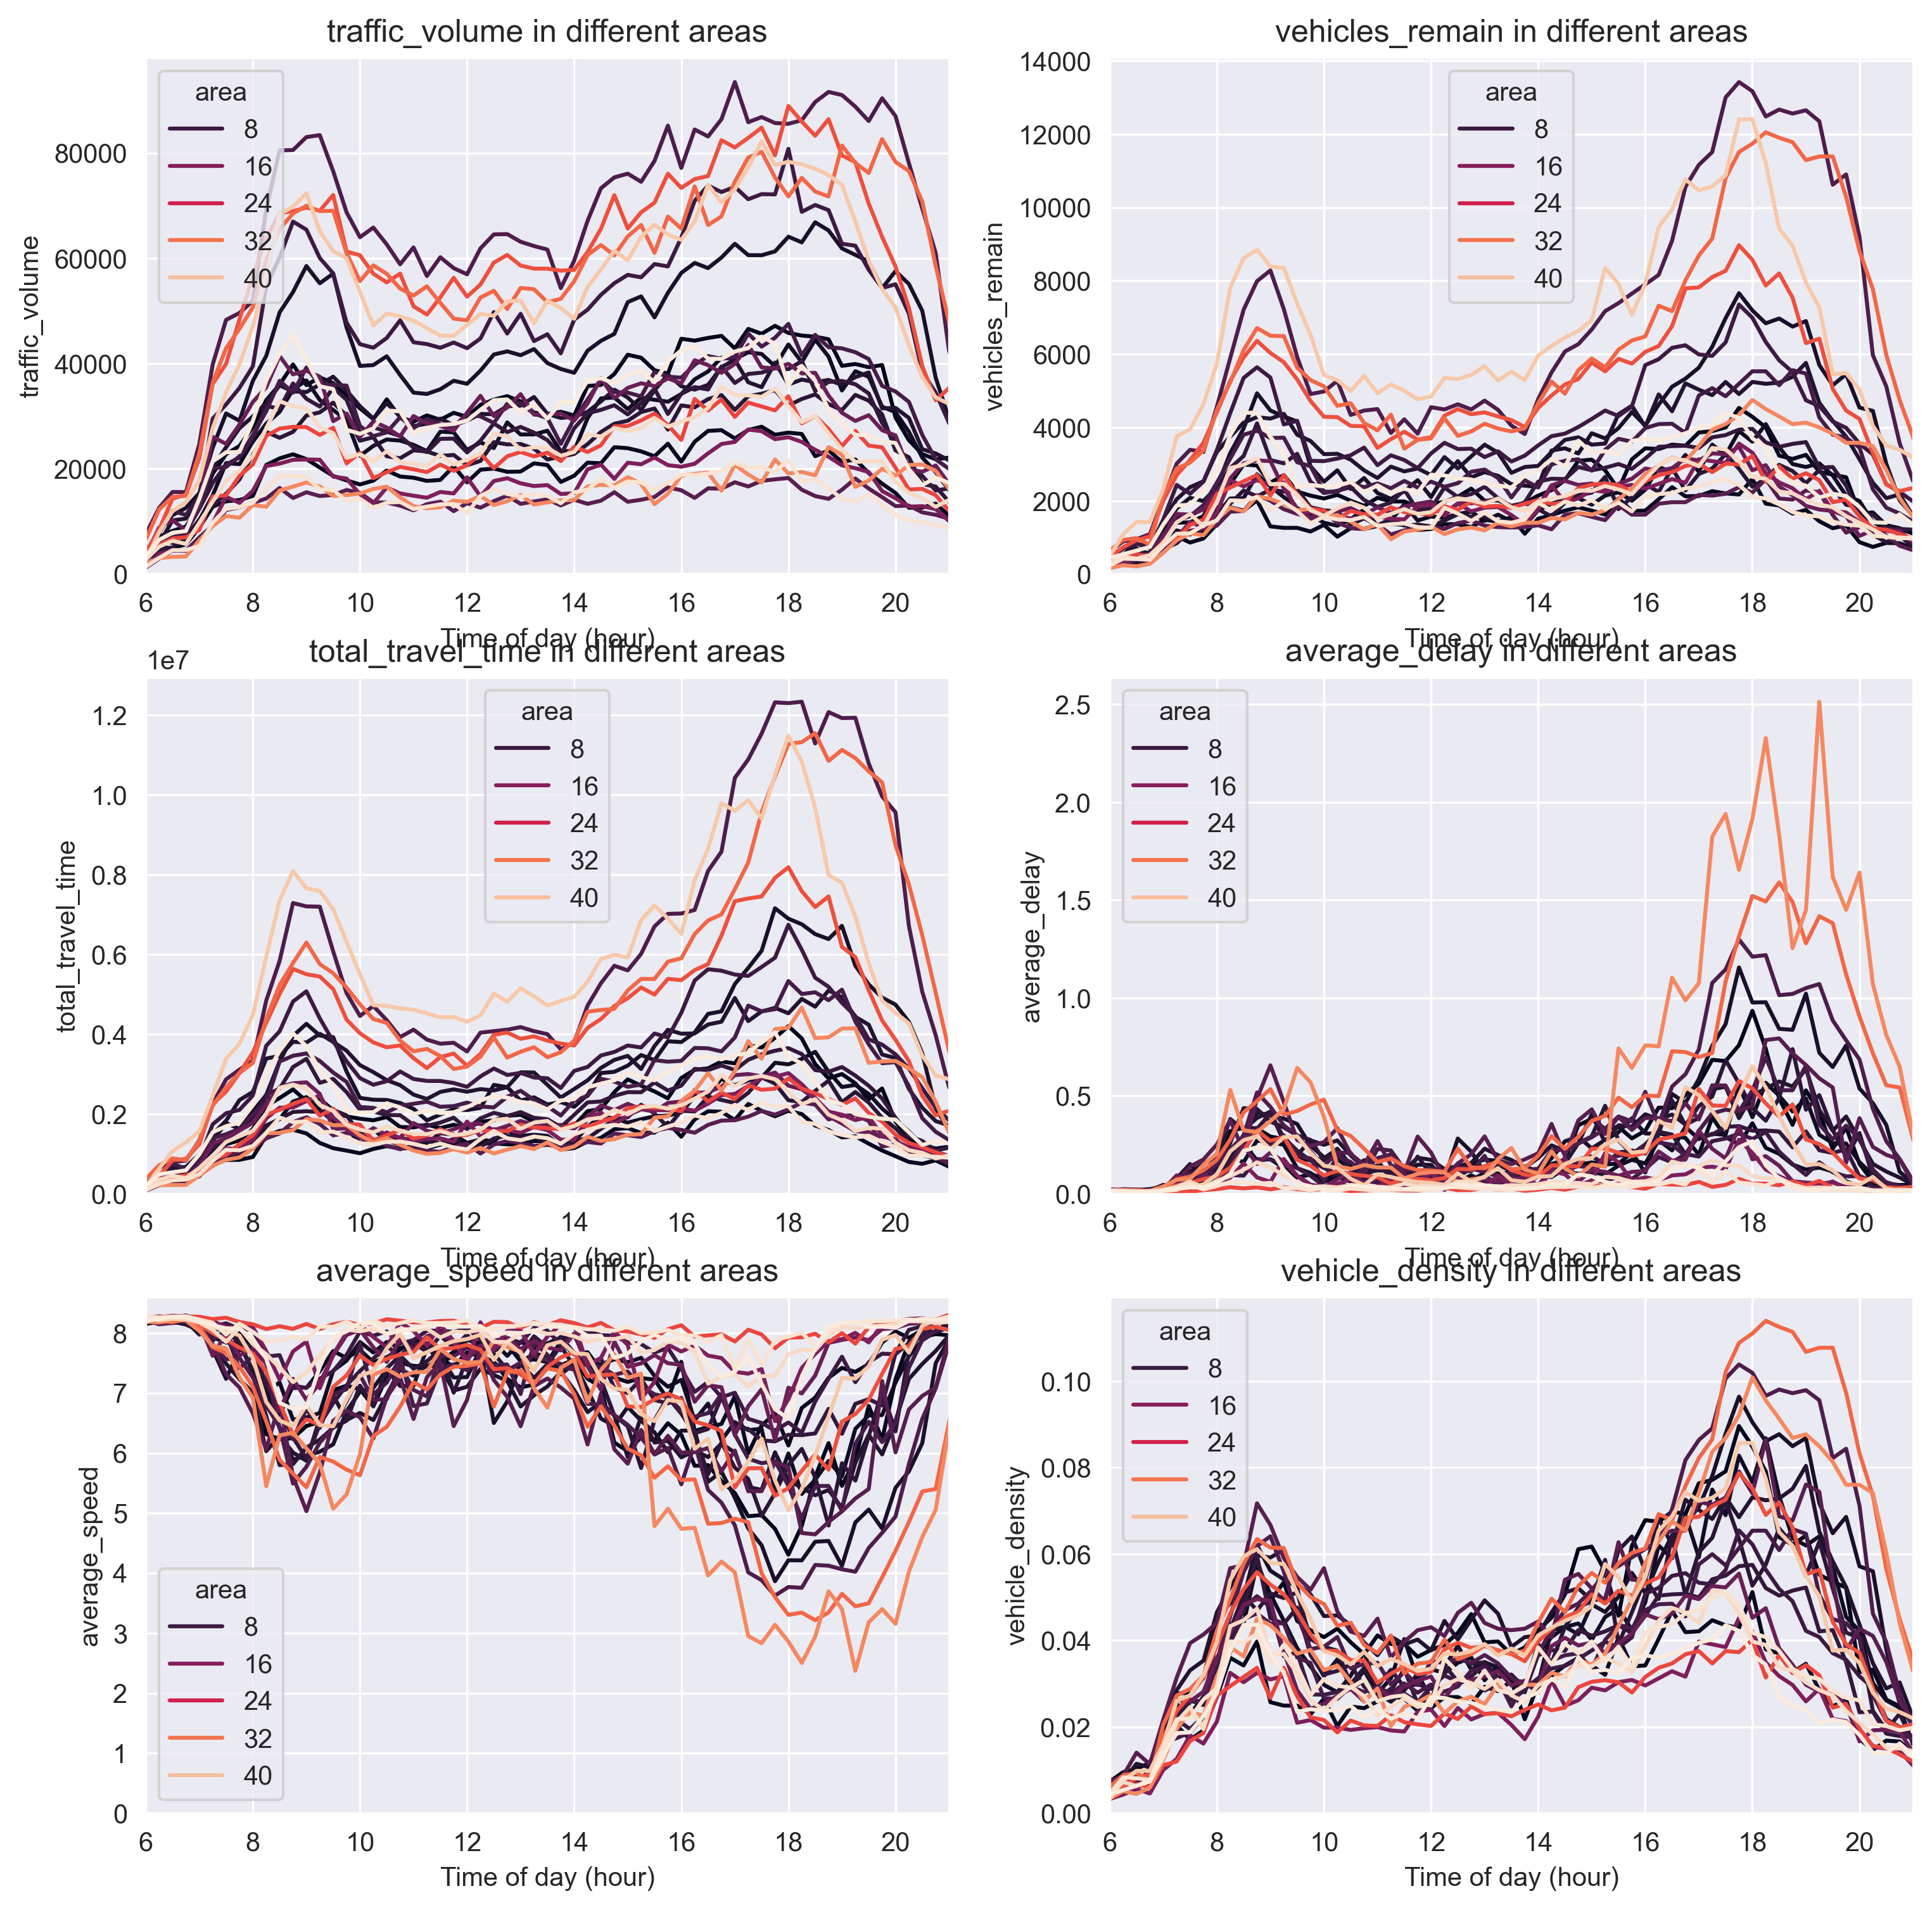 traffic_volume in different areas
traffic_volume
80000
60000
40000
20000
0
area
8
16
24
32
40
6 8 10 12 14 16 18 20
Time of day (hour)
vehicles_remain in different areas
vehicles_remain
14000
12000
10000
8000
6000
4000
2000
0
area
8
16
24
32
40
6 8 10 12 14 16 18 20
Time of day (hour)
total_travel_time in different areas
1e7
total_travel_time
1.2
1.0
0.8
0.6
0.4
0.2
0.0
area
8
16
24
32
40
6 8 10 12 14 16 18 20
Time of day (hour)
average_delay in different areas
average_delay
2.5
2.0
1.5
1.0
0.5
0.0
area
8
16
24
32
40
6 8 10 12 14 16 18 20
Time of day (hour)
average_speed in different areas
average_speed
8
7
6
5
4
3
2
1
0
area
8
16
24
32
40
6 8 10 12 14 16 18 20
Time of day (hour)
vehicle_density in different areas
vehicle_density
0.10
0.08
0.06
0.04
0.02
0.00
area
8
16
24
32
40
6 8 10 12 14 16 18 20
Time of day (hour)